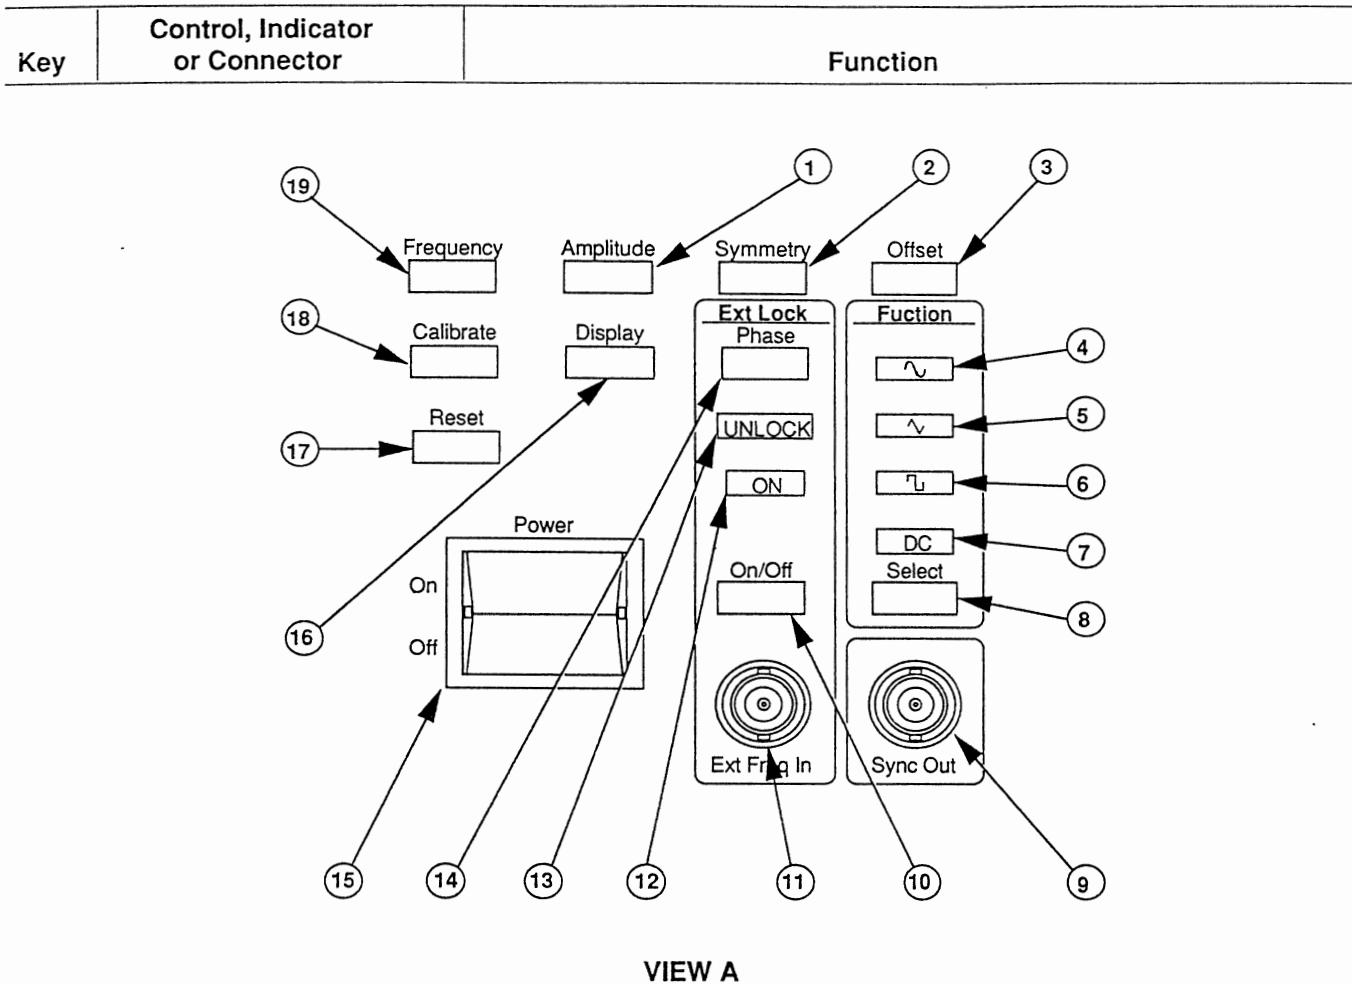 Key
Control, Indicator
or Connector
Function
19
1
2
3
Frequency
Amplitude
Symmetry
Offset
Ext Lock
Fuction
18
Calibrate
Display
Phase
4
Reset
UNLOCK
5
17
ON
6
Power
DC
7
On
On/Off
Select
8
16
Off
Ext Freq In
Sync Out
15
14
13
12
11
10
9
VIEW A